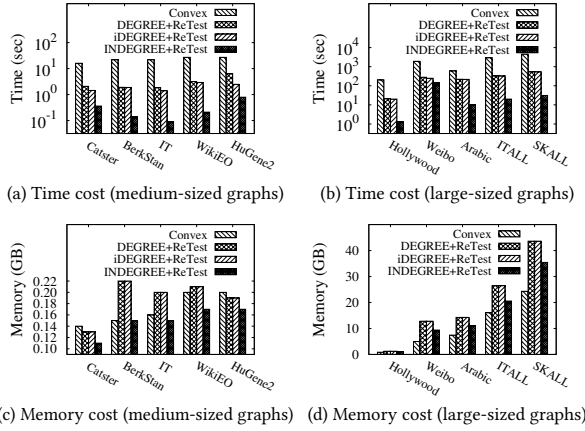 Convex
DEGREE+ReTest
iDEGREE+ReTest
INDEGREE+ReTest
Time (sec)
10^2
10^1
10^0
10^-1
Catster
BerkStan
IT
WikiEO
HuGene2
(a) Time cost (medium-sized graphs)
Convex
DEGREE+ReTest
iDEGREE+ReTest
INDEGREE+ReTest
Time (sec)
10^4
10^3
10^2
10^1
10^0
Hollywood
Weibo
Arabic
ITALL
SKALL
(b) Time cost (large-sized graphs)
Convex
DEGREE+ReTest
iDEGREE+ReTest
INDEGREE+ReTest
Memory (GB)
0.22
0.20
0.18
0.16
0.14
0.12
0.10
Catster
BerkStan
IT
WikiEO
HuGene2
(c) Memory cost (medium-sized graphs)
Convex
DEGREE+ReTest
iDEGREE+ReTest
INDEGREE+ReTest
Memory (GB)
40
30
20
10
0
Hollywood
Weibo
Arabic
ITALL
SKALL
(d) Memory cost (large-sized graphs)